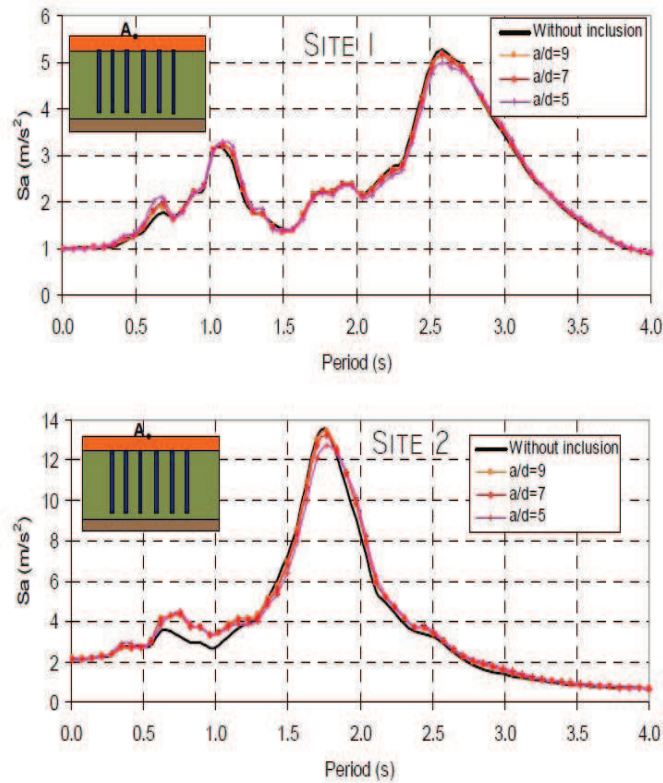 A
SITE 1
Without inclusion
a/d=9
a/d=7
a/d=5
Sa (m/s²)
6
5
4
3
2
1
0
0.0 0.5 1.0 1.5 2.0 2.5 3.0 3.5 4.0
Period (s)
A
SITE 2
Without inclusion
a/d=9
a/d=7
a/d=5
Sa (m/s²)
14
12
10
8
6
4
2
0
0.0 0.5 1.0 1.5 2.0 2.5 3.0 3.5 4.0
Period (s)